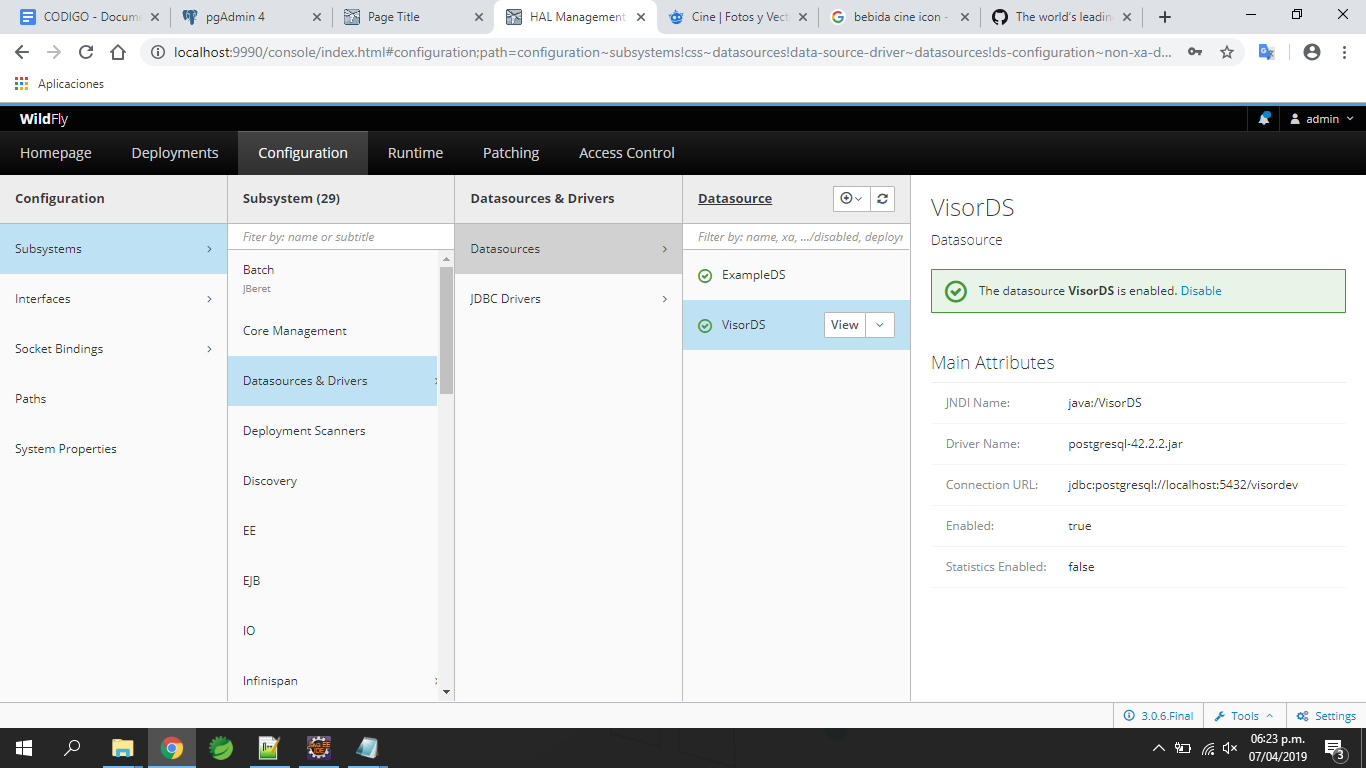 CODIGO - Docume
pgAdmin 4
Page Title
HAL Management
Cine | Fotos y Vect
bebida cine icon -
The world's leadin
localhost:9990/console/index.html#configuration;path=configuration~subsystems!css~datasources!data-source-driver~datasources!ds-configuration~non-xa-d...
Aplicaciones
WildFly
admin
Homepage
Deployments
Configuration
Runtime
Patching
Access Control
Configuration
Subsystems
Interfaces
Socket Bindings
Paths
System Properties
Subsystem (29)
Fiter by: name or subtitle
Batch
JBeret
Core Management
Datasources & Drivers
Deployment Scanners
Discovery
EE
EJB
IO
Infinispan
Datasources & Drivers
Datasources
JDBC Drivers
Datasource
Filter by: name, xa, .../disabled, deployn
ExampleDS
VisorDS
View
VisorDS
Datasource
The datasource VisorDS is enabled. Disable
Main Attributes
JNDI Name: java:/VisorDS
Driver Name: postgresql-42.2.2.jar
Connection URL: jdbc:postgresql://localhost:5432/visordev
Enabled: true
Statistics Enabled: false
3.0.6.Final
Tools
Settings
06:23 p.m.
07/04/2019
3